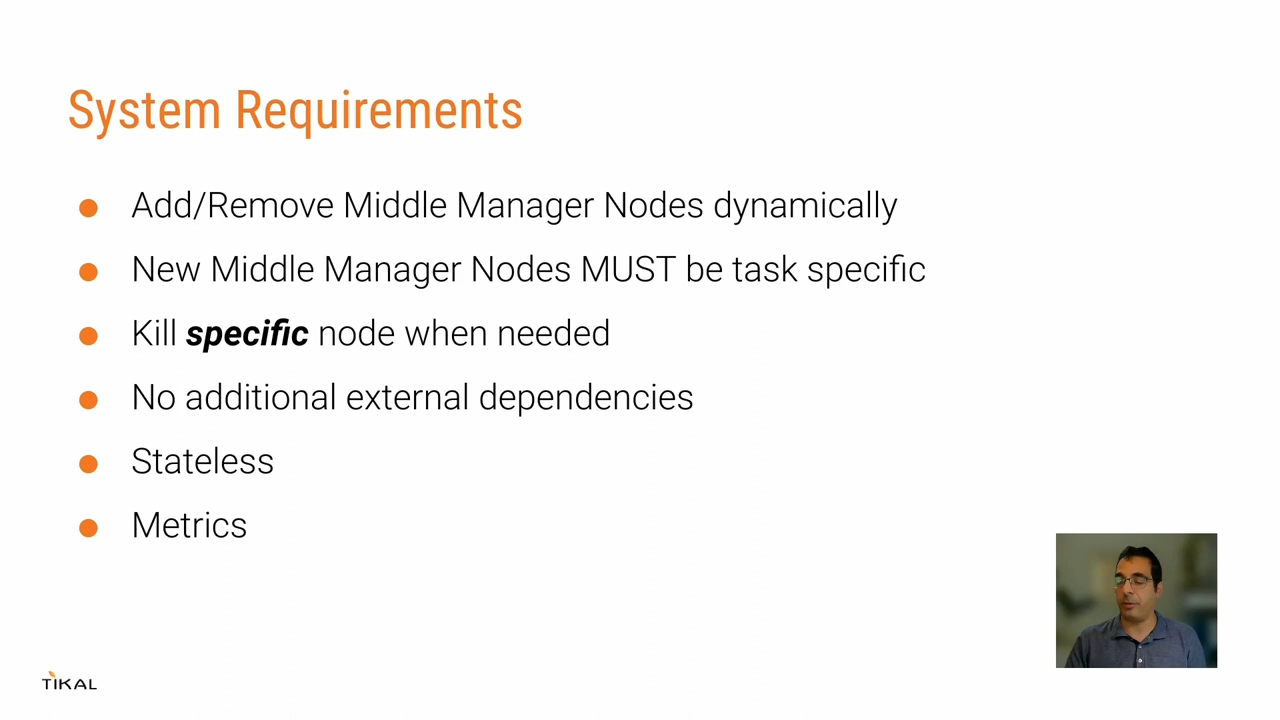 System Requirements
Add/Remove Middle Manager Nodes dynamically
New Middle Manager Nodes MUST be task specific
Kill specific node when needed
No additional external dependencies
Stateless
Metrics
TIKAL